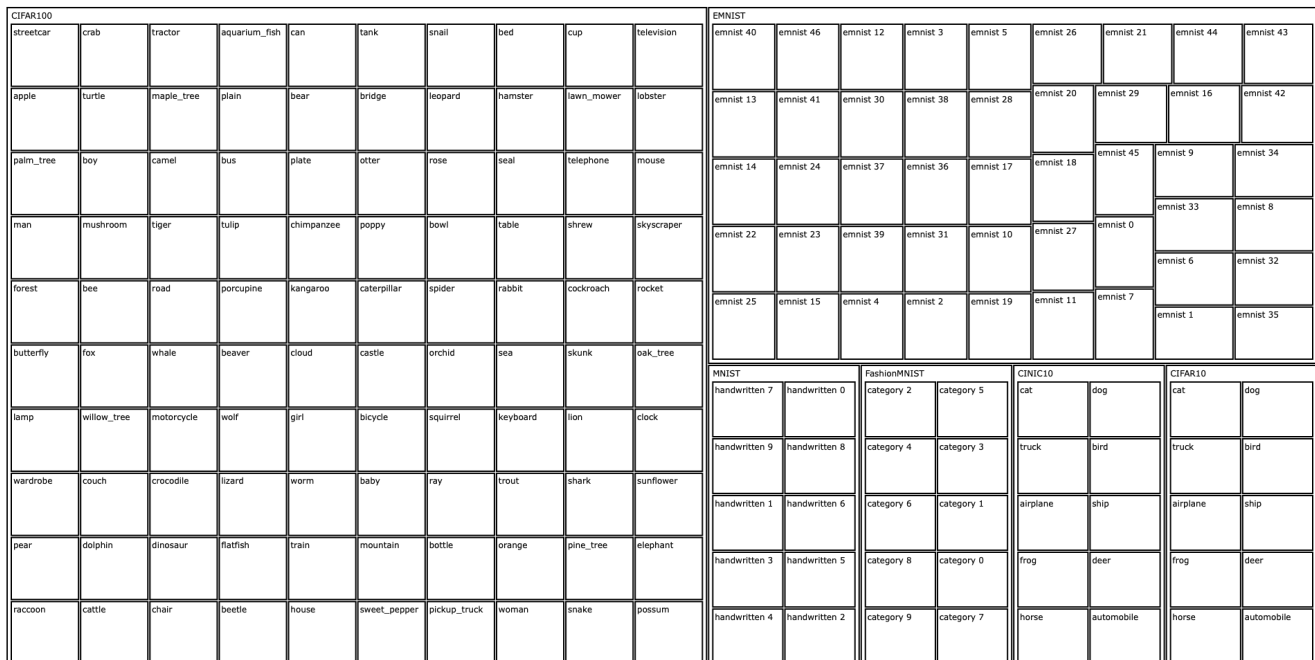 CIFAR100
streetcar crab tractor aquarium_fish can tank snail bed cup television
apple turtle maple_tree plain bear bridge leopard hamster lawn_mower lobster
palm_tree boy camel bus plate otter rose seal telephone mouse
man mushroom tiger tulip chimpanzee poppy bowl table shrew skyscraper
forest bee road porcupine kangaroo caterpillar spider rabbit cockroach rocket
butterfly fox whale beaver cloud castle orchid sea skunk oak_tree
lamp willow_tree motorcycle wolf girl bicycle squirrel keyboard lion clock
wardrobe couch crocodile lizard worm baby ray trout shark sunflower
pear dolphin dinosaur flatfish train mountain bottle orange pine_tree elephant
raccoon cattle chair beetle house sweet_pepper pickup_truck woman snake possum
EMNIST
emnist 40 emnist 46 emnist 12 emnist 3 emnist 5 emnist 26 emnist 21 emnist 44 emnist 43
emnist 13 emnist 41 emnist 30 emnist 38 emnist 28 emnist 20 emnist 29 emnist 16 emnist 42
emnist 14 emnist 24 emnist 37 emnist 36 emnist 17 emnist 18 emnist 45 emnist 9 emnist 34
emnist 33 emnist 8
emnist 22 emnist 23 emnist 39 emnist 31 emnist 10 emnist 27 emnist 0
emnist 6 emnist 32
emnist 25 emnist 15 emnist 4 emnist 2 emnist 19 emnist 11 emnist 7
emnist 1 emnist 35
MNIST
handwritten 7 handwritten 0
handwritten 9 handwritten 8
handwritten 1 handwritten 6
handwritten 3 handwritten 5
handwritten 4 handwritten 2
FashionMNIST
category 2 category 5
category 4 category 3
category 6 category 1
category 8 category 0
category 9 category 7
CINIC10
cat dog
truck bird
airplane ship
frog deer
horse automobile
CIFAR10
cat dog
truck bird
airplane ship
frog deer
horse automobile